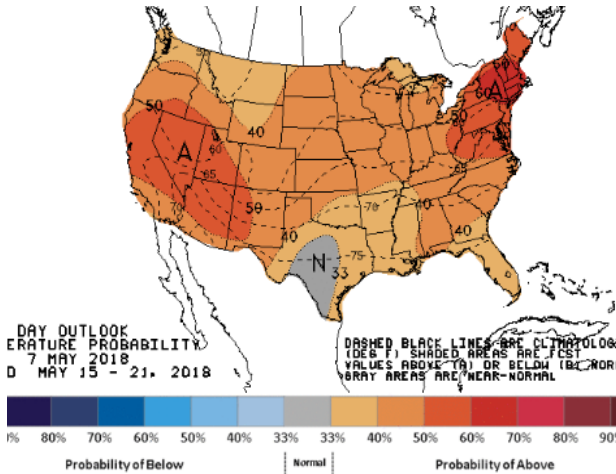 50
60
A
50
40
50
A
60
65
50
65
70
40
-70
40
40
40
N
33
-75
DAY OUTLOOK
ERATURE PROBABILITY
7 MAY 2018
D MAY 15 - 21, 2018
DASHED BLACK LINES ARE CLIMATOLOG
(DEG F) SHADED AREAS ARE FCST
VALUES ABOVE (A) OR BELOW (B) NOR
GRAY AREAS ARE NEAR-NORMAL
% 80% 70% 60% 50% 40% 33% 33% 40% 50% 60% 70% 80% 90%
Probability of Below Normal Probability of Above